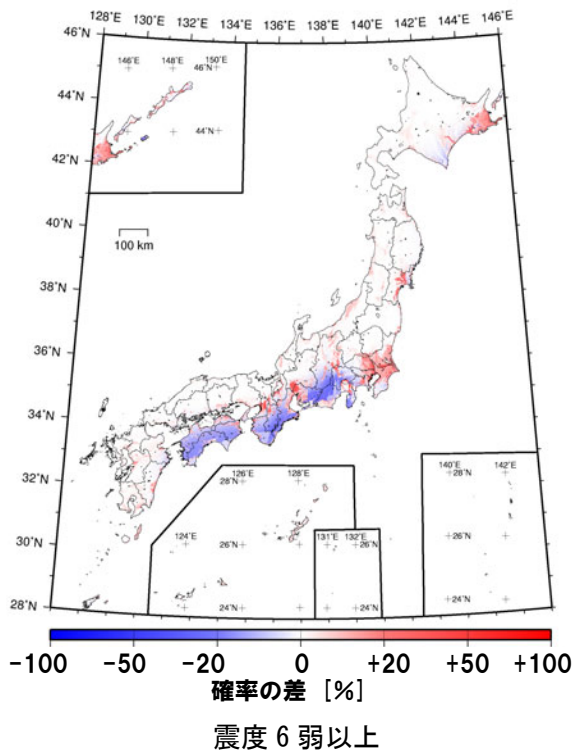 128°E 130°E 132°E 134°E 136°E 138°E 140°E 142°E 144°E 146°E
46°N
146°E 148°E 150°E
46°N
44°N
44°N
42°N
40°N
100 km
38°N
36°N
34°N
32°N
126°E 128°E
28°N
140°E 142°E
28°N
124°E
131°E 132°E
30°N
26°N
26°N
26°N
28°N
24°N
24°N
24°N
-100 -50 -20 0 +20 +50 +100
確率の差 [%]
震度6弱以上